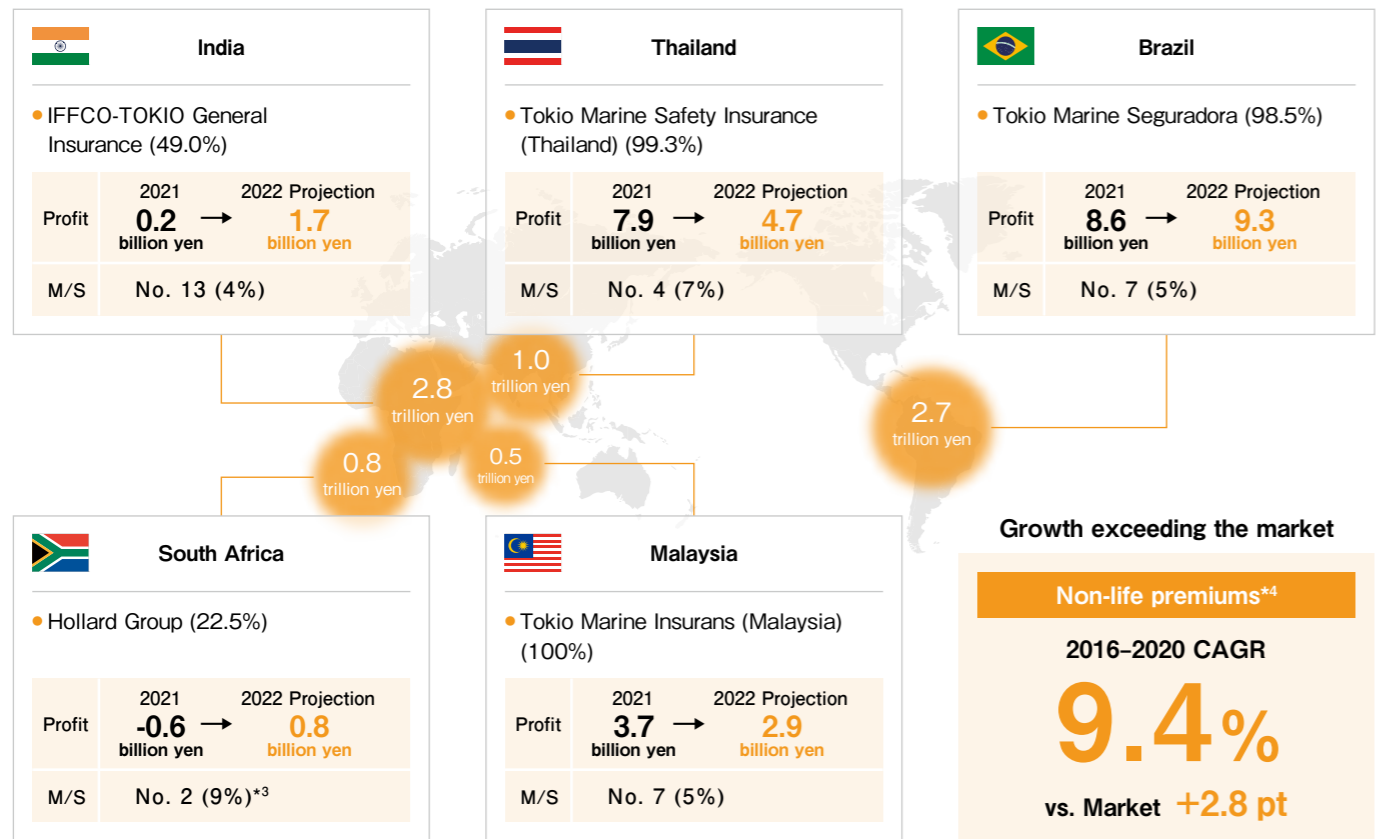 India
• IFFCO-TOKIO General
Insurance (49.0%)
2021 2022 Projection
Profit 0.2 → 1.7
billion yen billion yen
M/S No. 13 (4%)
Thailand
• Tokio Marine Safety Insurance
(Thailand) (99.3%)
2021 2022 Projection
Profit 7.9 → 4.7
billion yen billion yen
M/S No. 4 (7%)
Brazil
• Tokio Marine Seguradora (98.5%)
2021 2022 Projection
Profit 8.6 → 9.3
billion yen billion yen
M/S No. 7 (5%)
2.8
trillion yen
1.0
trillion yen
2.7
trillion yen
0.8
trillion yen
0.5
trillion yen
South Africa
• Hollard Group (22.5%)
2021 2022 Projection
Profit -0.6 → 0.8
billion yen billion yen
M/S No. 2 (9%)*3
Malaysia
• Tokio Marine Insurans (Malaysia)
(100%)
2021 2022 Projection
Profit 3.7 → 2.9
billion yen billion yen
M/S No. 7 (5%)
Growth exceeding the market
Non-life premiums*4
2016–2020 CAGR
9.4%
vs. Market +2.8 pt